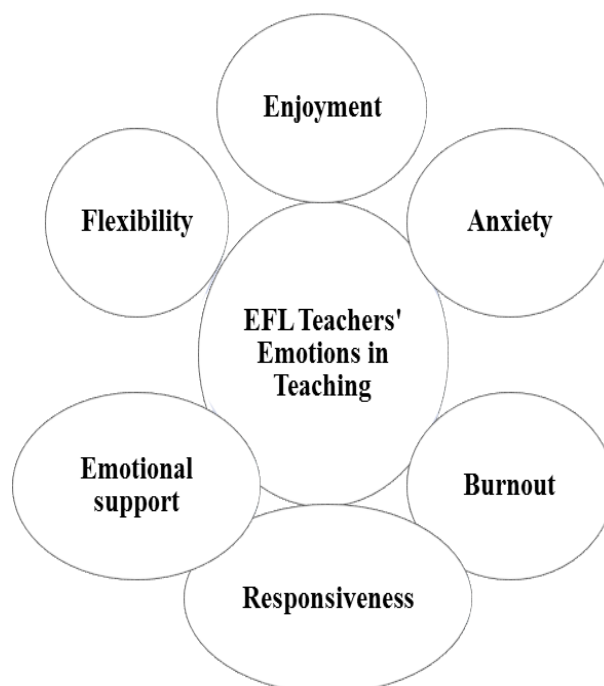 Enjoyment
Flexibility
Anxiety
EFL Teachers'
Emotions in
Teaching
Emotional
support
Burnout
Responsiveness